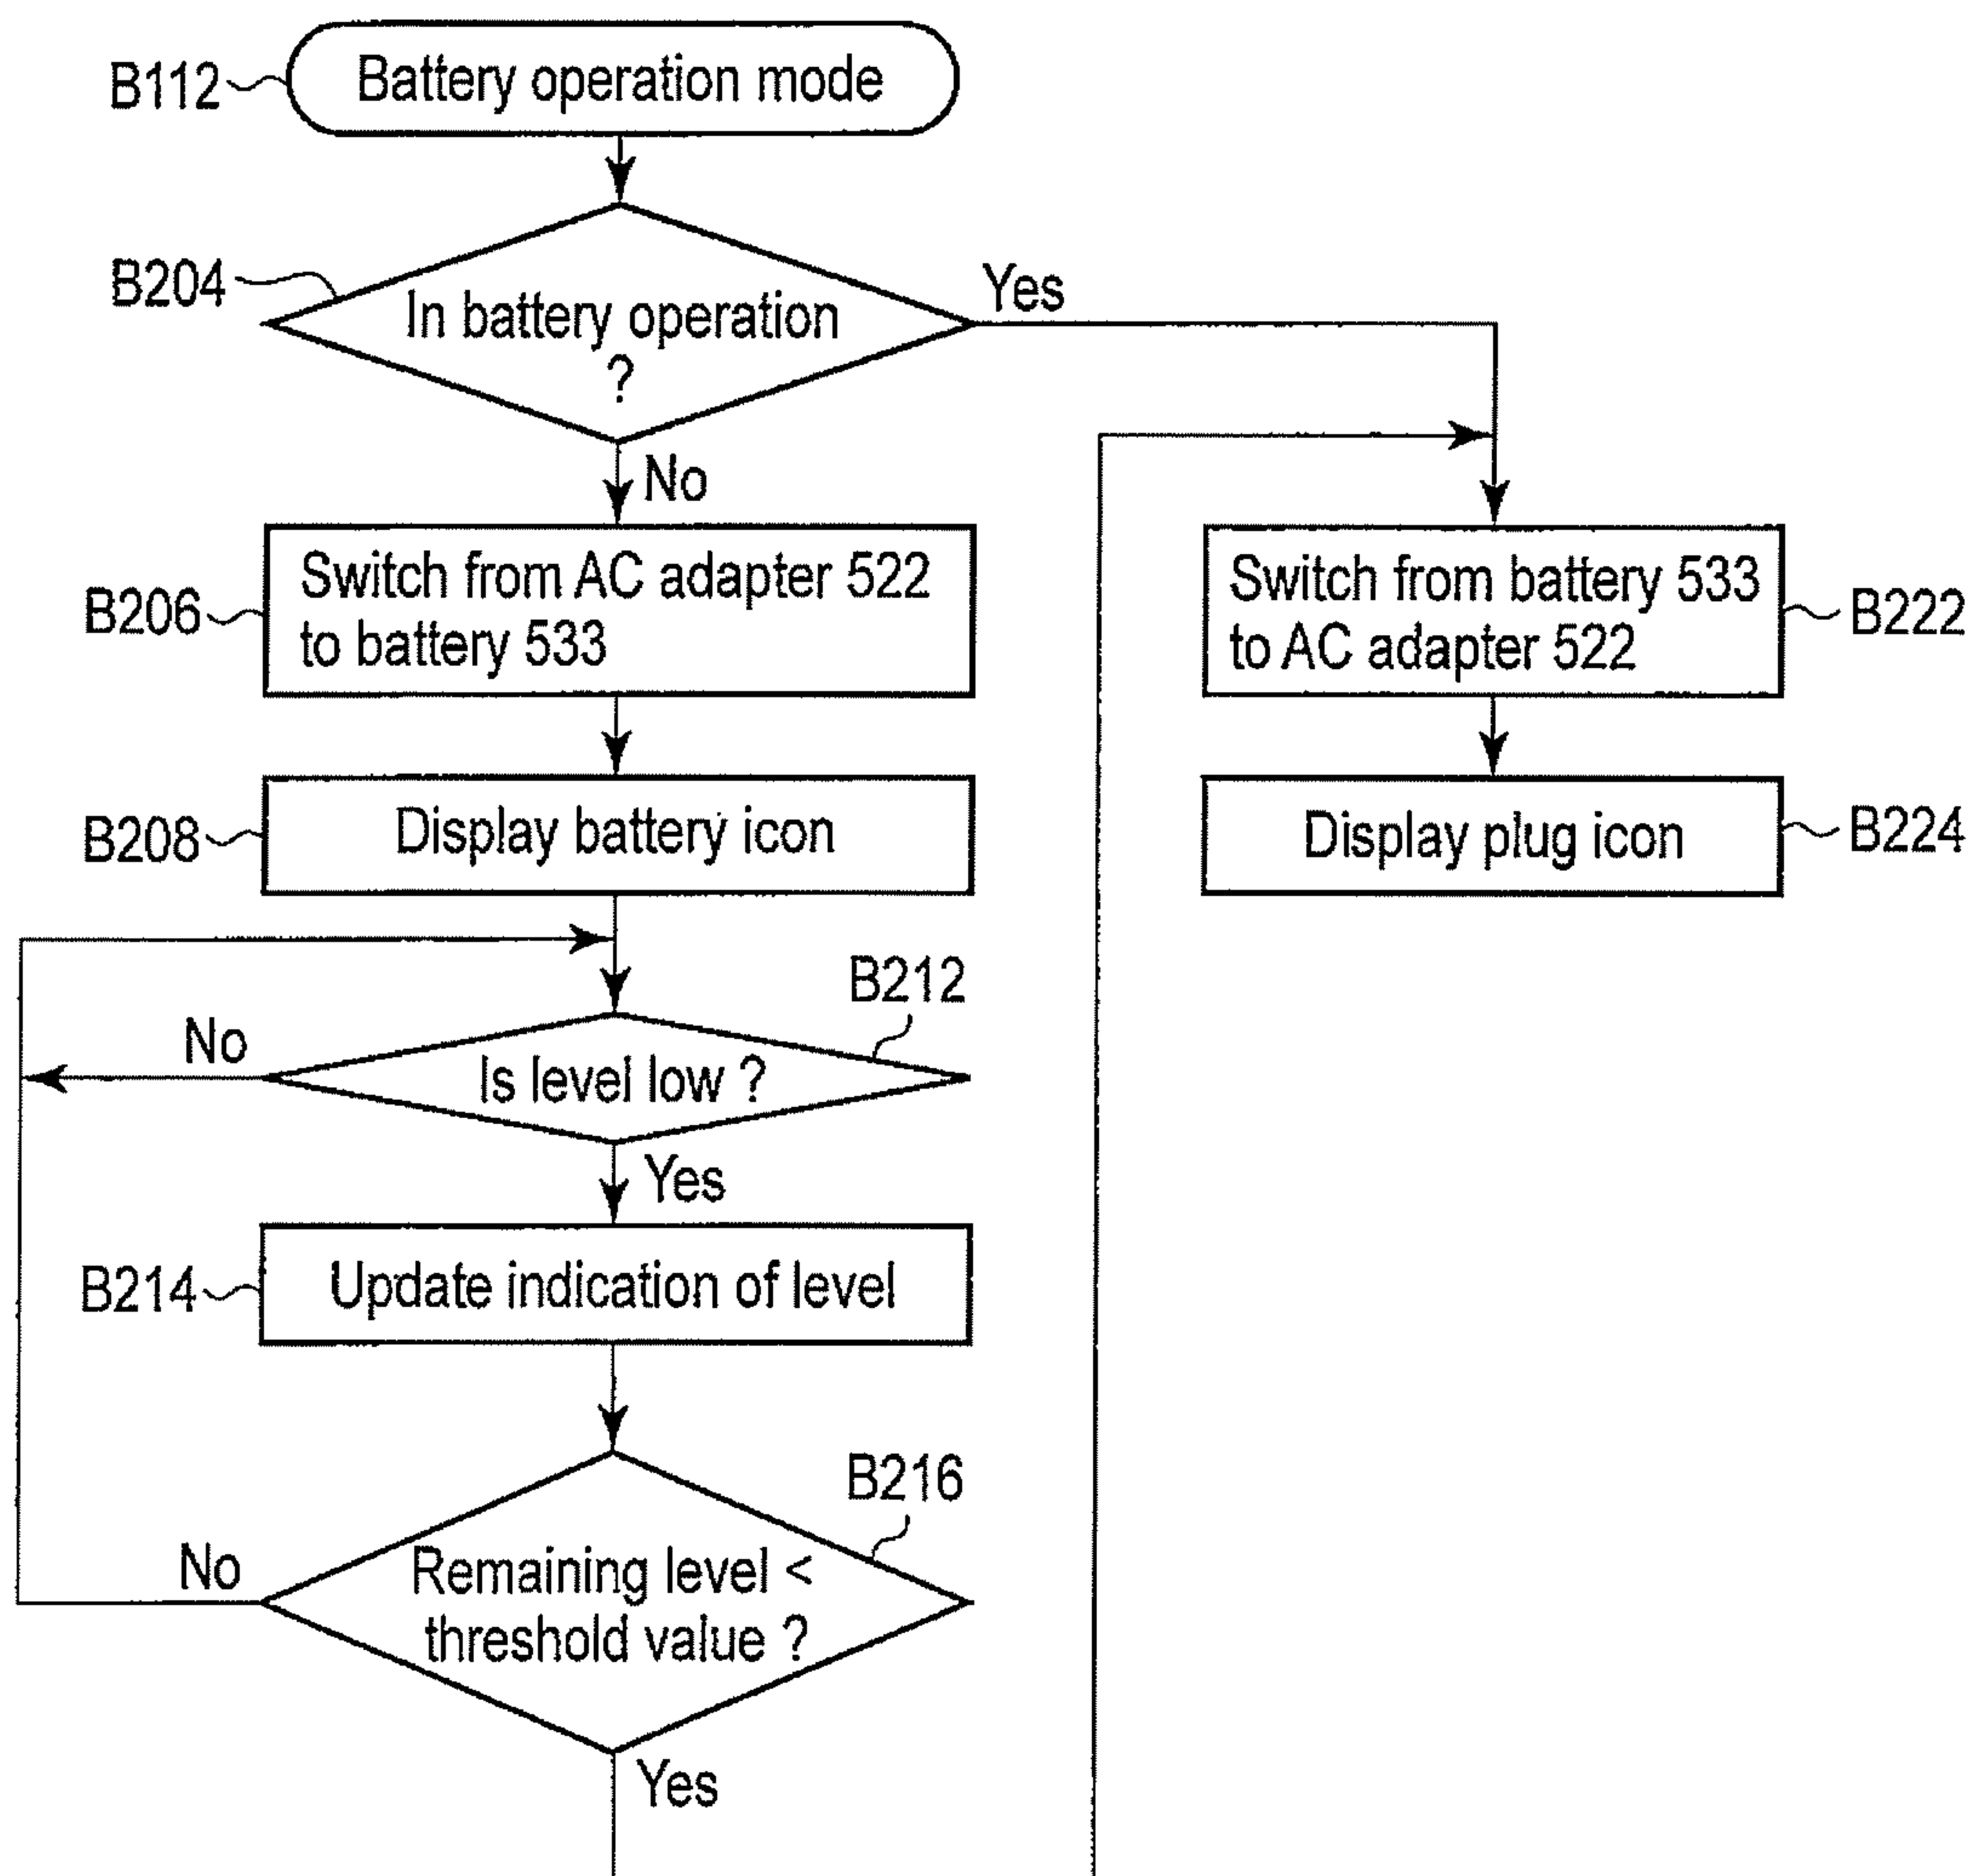 B112
Battery operation mode
B204
In battery operation
?
Yes
No
B206
Switch from AC adapter 522
to battery 533
Switch from battery 533
to AC adapter 522
B222
B208
Display battery icon
Display plug icon
B224
B212
No
Is level low ?
Yes
B214
Update indication of level
B216
No
Remaining level <
threshold value ?
Yes